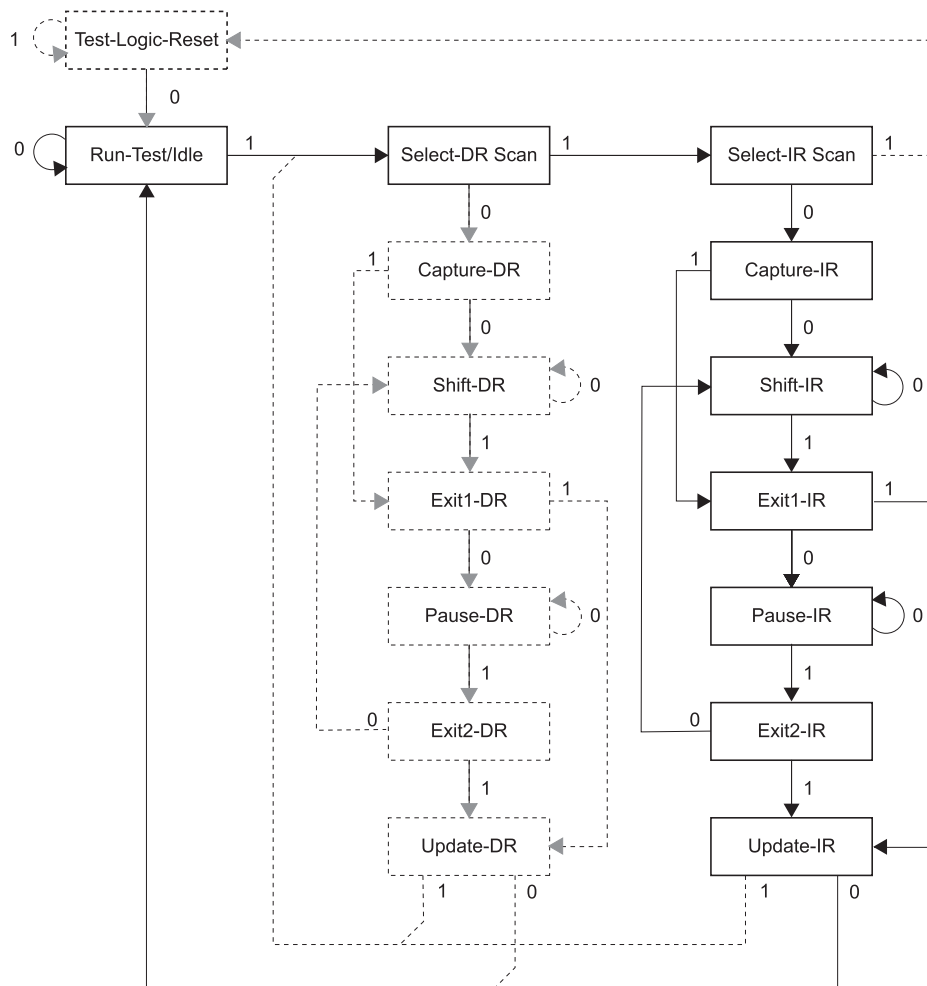 1
Test-Logic-Reset
0
0
Run-Test/Idle
1
Select-DR Scan
1
Select-IR Scan
1
0
0
1
Capture-DR
1
Capture-IR
0
0
Shift-DR
0
Shift-IR
0
1
1
Exit1-DR
1
Exit1-IR
1
0
0
Pause-DR
0
Pause-IR
0
1
1
0
Exit2-DR
0
Exit2-IR
1
1
Update-DR
Update-IR
1
0
1
0